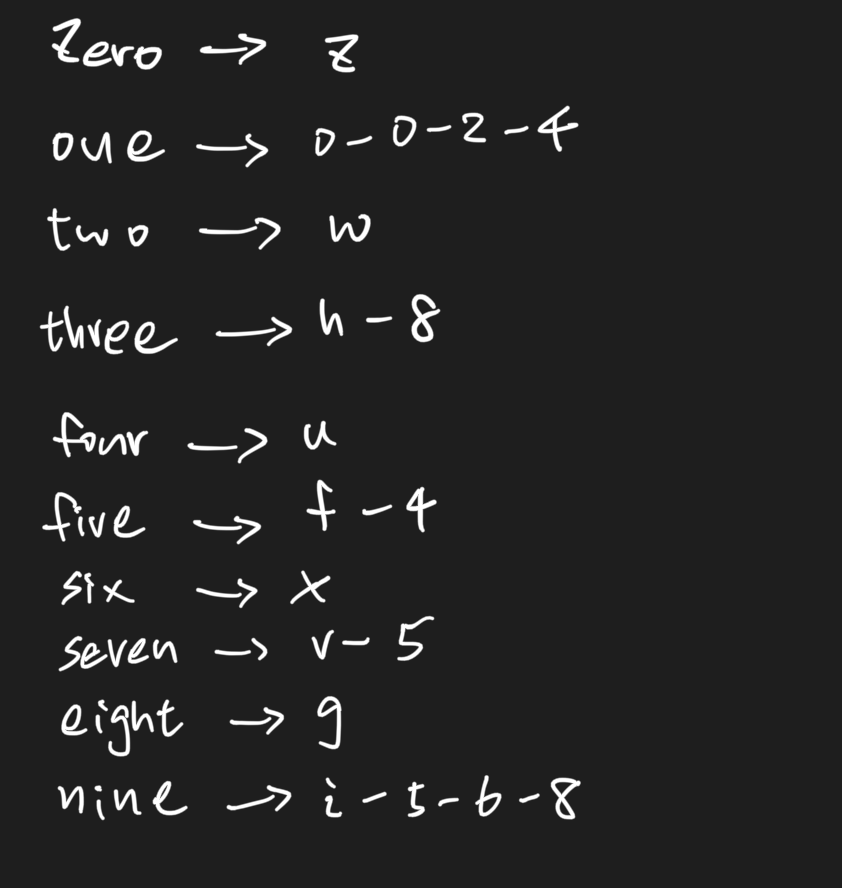 Zero → z
one → o-0-2-4
two → w
three → h-8
four → u
five → f-4
six → x
seven → v-5
eight → g
nine → i-5-6-8